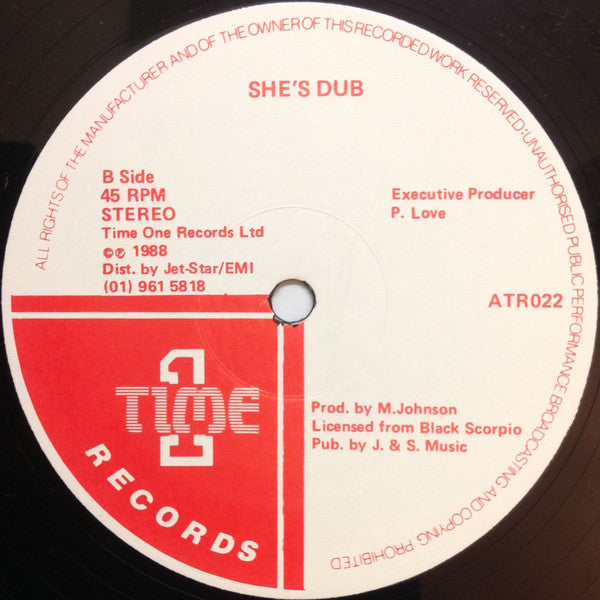 ALL RIGHTS OF THE MANUFACTURER AND OF THE OWNER OF THIS RECORDED WORK RESERVED: UNAUTHORISED PUBLIC PERFORMANCE BROADCASTING AND COPYING PROHIBITED
SHE'S DUB
B Side
45 RPM
STEREO
Time One Records Ltd
©℗ 1988
Dist. by Jet-Star/EMI
(01) 961 5818
Executive Producer
P. Love
ATR022
TIME 1
RECORDS
Prod. by M.Johnson
Licensed from Black Scorpio
Pub. by J. & S. Music